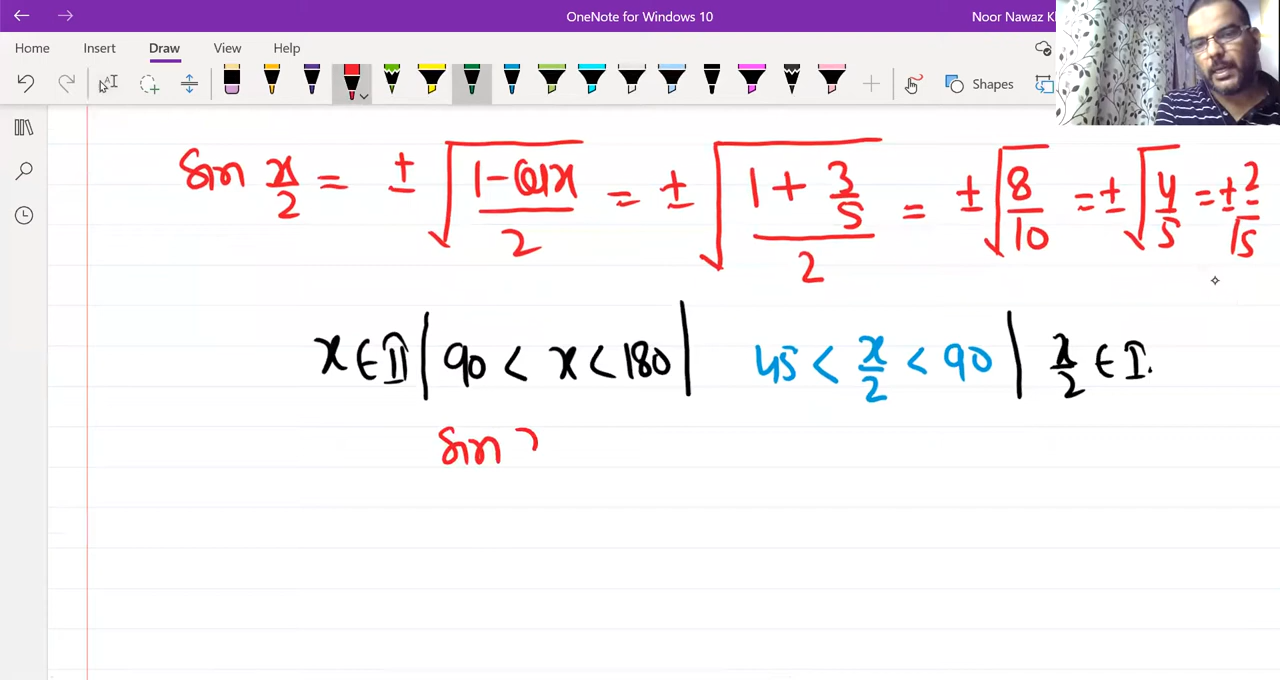 OneNote for Windows 10
Noor Nawaz Kh
Home Insert Draw View Help
Shapes
sin x/2 = ± √((1 - cos x)/2) = ± √((1 + 3/5)/2) = ± √(8/10) = ± √(4/5) = ± 2/√5
x ∈ II | 90 < x < 180 | 45 < x/2 < 90 | x/2 ∈ I.
sin